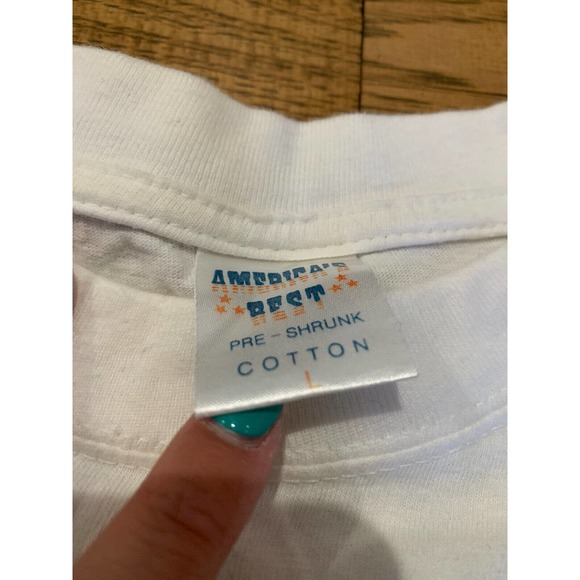 AMERICA'S
BEST
PRE-SHRUNK
COTTON
L